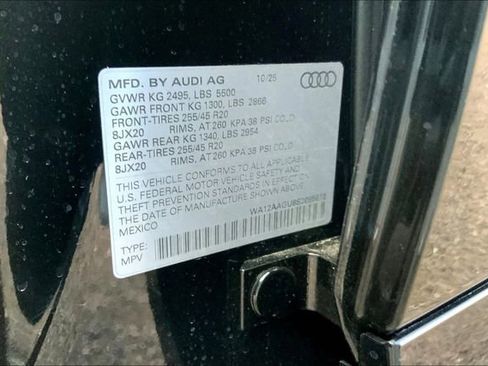 MFD. BY AUDI AG 10/25
GVWR KG 2495, LBS 5500
GAWR FRONT KG 1300, LBS 2866
FRONT-TIRES 255/45 R20
8JX20 RIMS, AT 260 KPA 38 PSI COLD
GAWR REAR KG 1340, LBS 2954
REAR-TIRES 255/45 R20
8JX20 RIMS, AT 260 KPA 38 PSI COLD
THIS VEHICLE CONFORMS TO ALL APPLICABLE
U.S. FEDERAL MOTOR VEHICLE SAFETY AND
THEFT PREVENTION STANDARDS IN EFFECT ON
THE DATE OF MANUFACTURE SHOWN ABOVE.
MEXICO
TYPE:
MPV